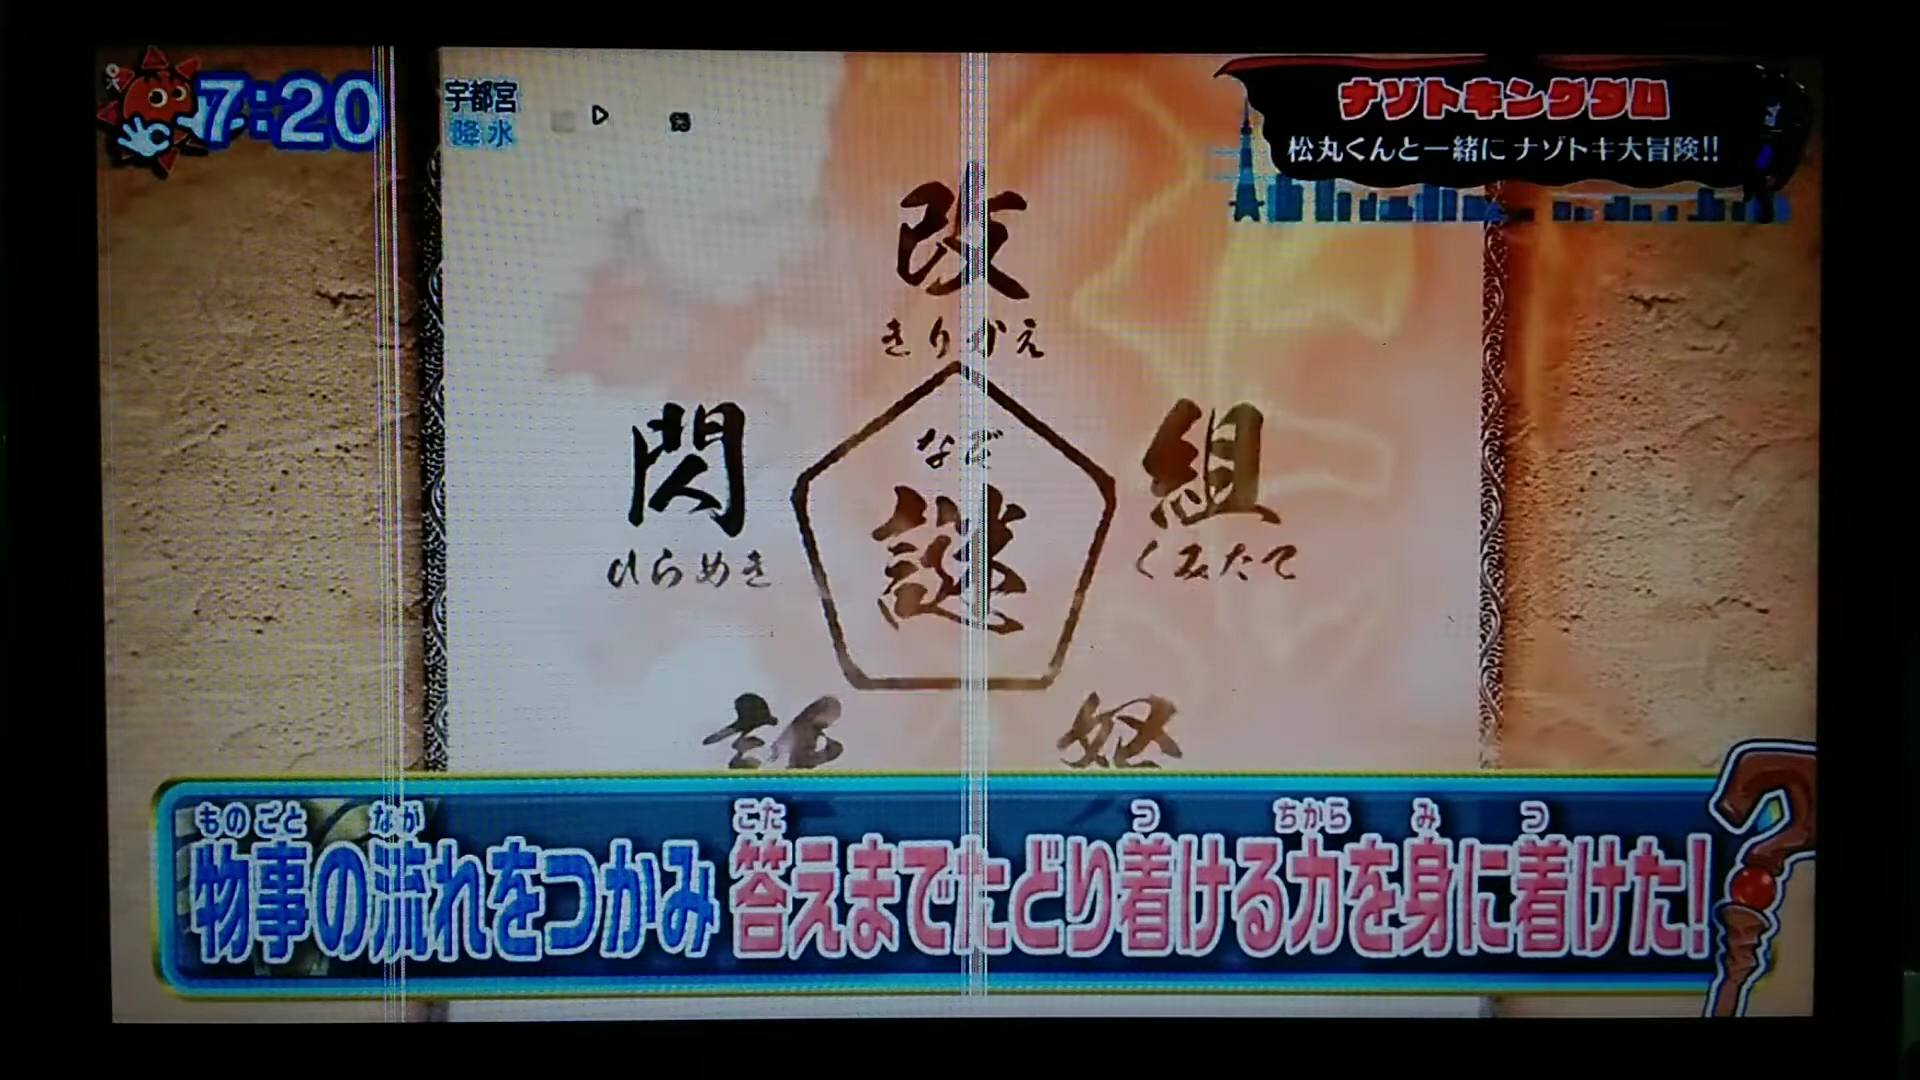 7:20
宇都宮
降水
ナゾトキングダム
松丸くんと一緒にナゾトキ大冒険!!
改
きりかえ
閃
ひらめき
なぞ
謎
組
くみたて
ものごと なが こた つ ちから み つ
物事の流れをつかみ 答えまでたどり着ける力を身に着けた!